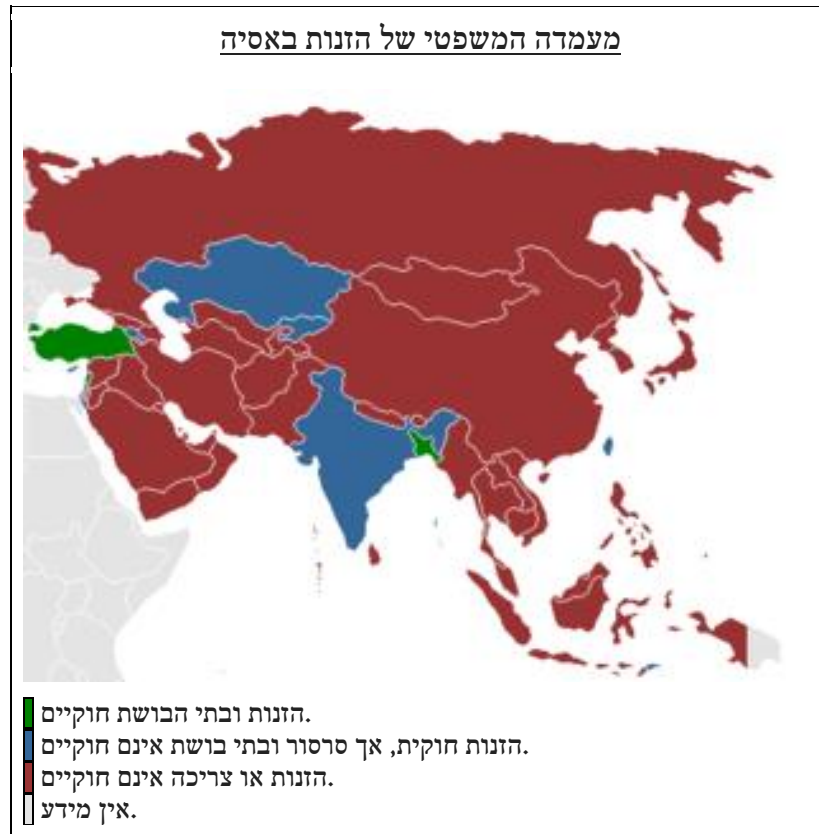 מעמדה המשפטי של הזנות באסיה
הזנות ובתי הבושת חוקיים.
הזנות חוקית, אך סרסור ובתי בושת אינם חוקיים.
הזנות או צריכה אינם חוקיים.
אין מידע.